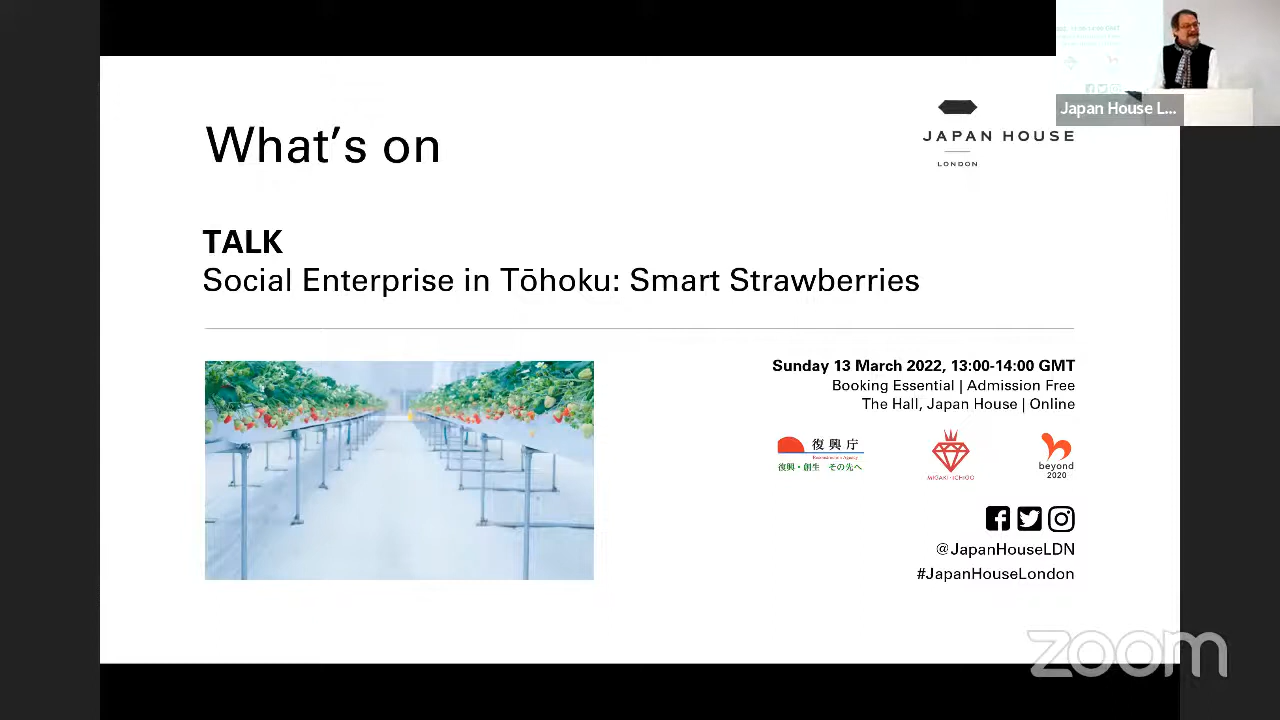 What's on
JAPAN HOUSE
LONDON
Japan House L...
TALK
Social Enterprise in Tōhoku: Smart Strawberries
Sunday 13 March 2022, 13:00-14:00 GMT
Booking Essential | Admission Free
The Hall, Japan House | Online
復興庁
Reconstruction Agency
復興・創生 その先へ
MIGAKI-ICHIGO
beyond
2020
@JapanHouseLDN
#JapanHouseLondon
zoom